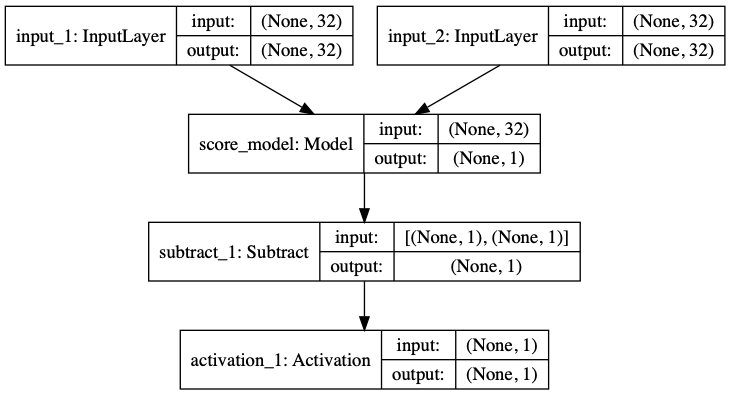 input_1: InputLayer input: (None, 32) output: (None, 32)
input_2: InputLayer input: (None, 32) output: (None, 32)
score_model: Model input: (None, 32) output: (None, 1)
subtract_1: Subtract input: [(None, 1), (None, 1)] output: (None, 1)
activation_1: Activation input: (None, 1) output: (None, 1)